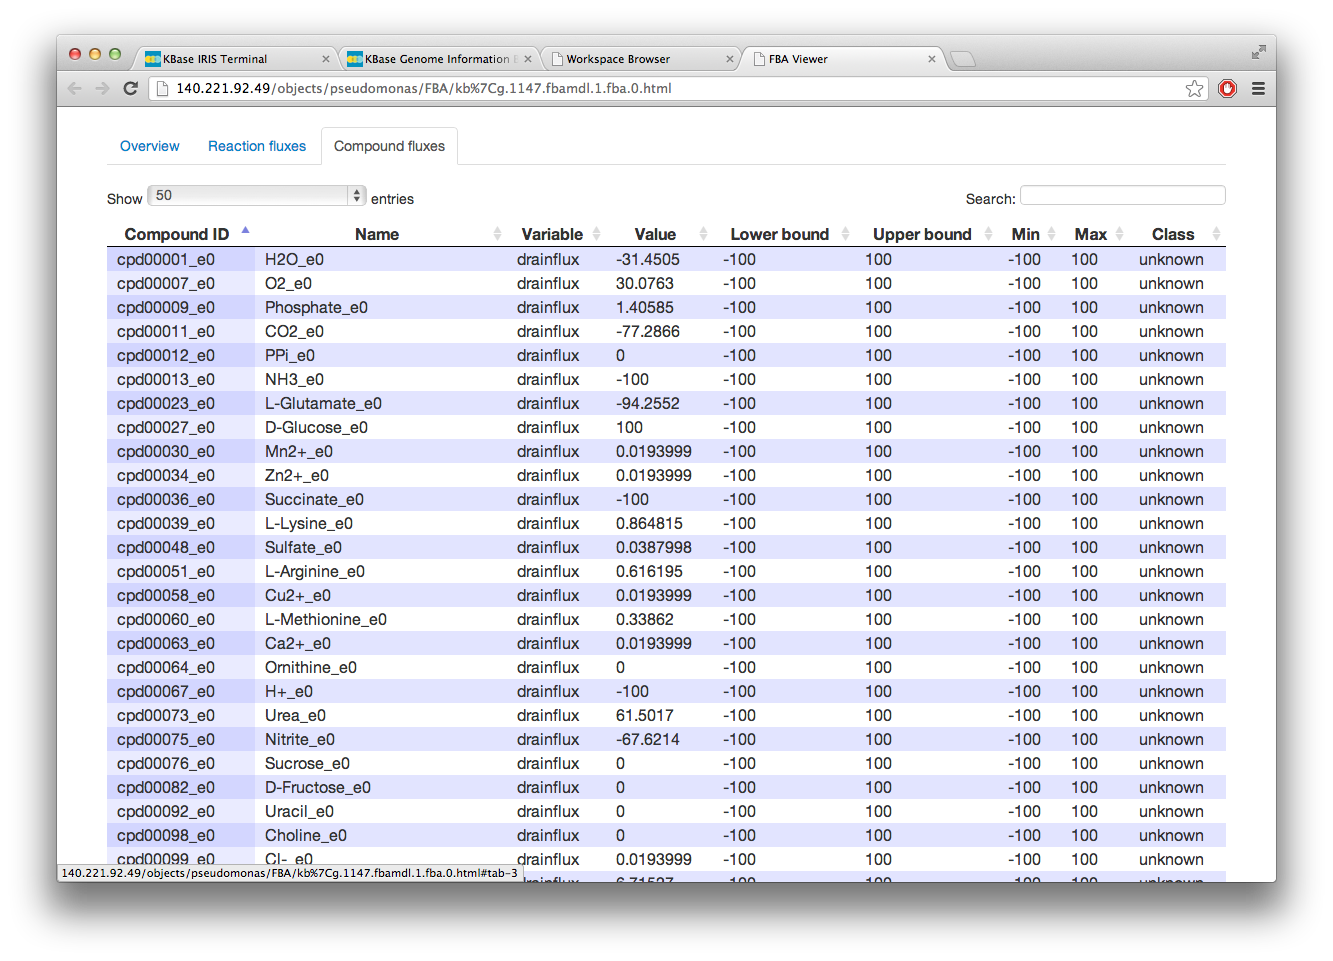 KBase IRIS Terminal
KBase Genome Information
Workspace Browser
FBA Viewer
140.221.92.49/objects/pseudomonas/FBA/kb%7Cg.1147.fbamdl.1.fba.0.html
Overview Reaction fluxes Compound fluxes
Show 50 entries Search:
Compound ID Name Variable Value Lower bound Upper bound Min Max Class
cpd00001_e0 H2O_e0 drainflux -31.4505 -100 100 -100 100 unknown
cpd00007_e0 O2_e0 drainflux 30.0763 -100 100 -100 100 unknown
cpd00009_e0 Phosphate_e0 drainflux 1.40585 -100 100 -100 100 unknown
cpd00011_e0 CO2_e0 drainflux -77.2866 -100 100 -100 100 unknown
cpd00012_e0 PPi_e0 drainflux 0 -100 100 -100 100 unknown
cpd00013_e0 NH3_e0 drainflux -100 -100 100 -100 100 unknown
cpd00023_e0 L-Glutamate_e0 drainflux -94.2552 -100 100 -100 100 unknown
cpd00027_e0 D-Glucose_e0 drainflux 100 -100 100 -100 100 unknown
cpd00030_e0 Mn2+_e0 drainflux 0.0193999 -100 100 -100 100 unknown
cpd00034_e0 Zn2+_e0 drainflux 0.0193999 -100 100 -100 100 unknown
cpd00036_e0 Succinate_e0 drainflux -100 -100 100 -100 100 unknown
cpd00039_e0 L-Lysine_e0 drainflux 0.864815 -100 100 -100 100 unknown
cpd00048_e0 Sulfate_e0 drainflux 0.0387998 -100 100 -100 100 unknown
cpd00051_e0 L-Arginine_e0 drainflux 0.616195 -100 100 -100 100 unknown
cpd00058_e0 Cu2+_e0 drainflux 0.0193999 -100 100 -100 100 unknown
cpd00060_e0 L-Methionine_e0 drainflux 0.33862 -100 100 -100 100 unknown
cpd00063_e0 Ca2+_e0 drainflux 0.0193999 -100 100 -100 100 unknown
cpd00064_e0 Ornithine_e0 drainflux 0 -100 100 -100 100 unknown
cpd00067_e0 H+_e0 drainflux -100 -100 100 -100 100 unknown
cpd00073_e0 Urea_e0 drainflux 61.5017 -100 100 -100 100 unknown
cpd00075_e0 Nitrite_e0 drainflux -67.6214 -100 100 -100 100 unknown
cpd00076_e0 Sucrose_e0 drainflux 0 -100 100 -100 100 unknown
cpd00082_e0 D-Fructose_e0 drainflux 0 -100 100 -100 100 unknown
cpd00092_e0 Uracil_e0 drainflux 0 -100 100 -100 100 unknown
cpd00098_e0 Choline_e0 drainflux 0 -100 100 -100 100 unknown
cpd00099_e0 Cl-_e0 drainflux 0.0193999 -100 100 -100 100 unknown
140.221.92.49/objects/pseudomonas/FBA/kb%7Cg.1147.fbamdl.1.fba.0.html#tab-3